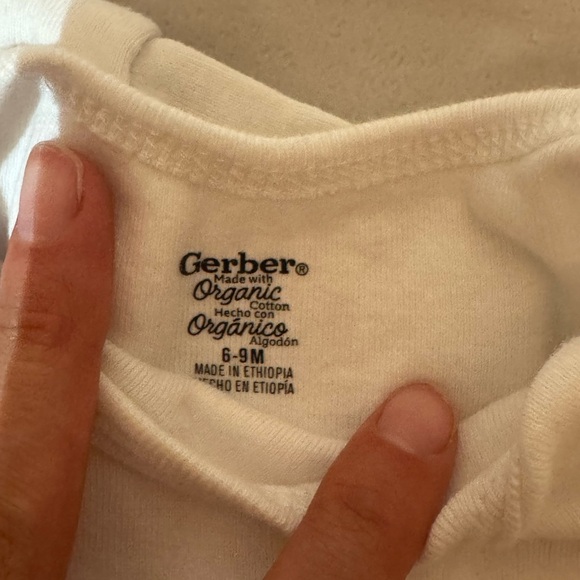 Gerber®
Made with
Organic
Cotton
Hecho con
Orgánico
Algodón
6-9M
MADE IN ETHIOPIA
HECHO EN ETIOPÍA